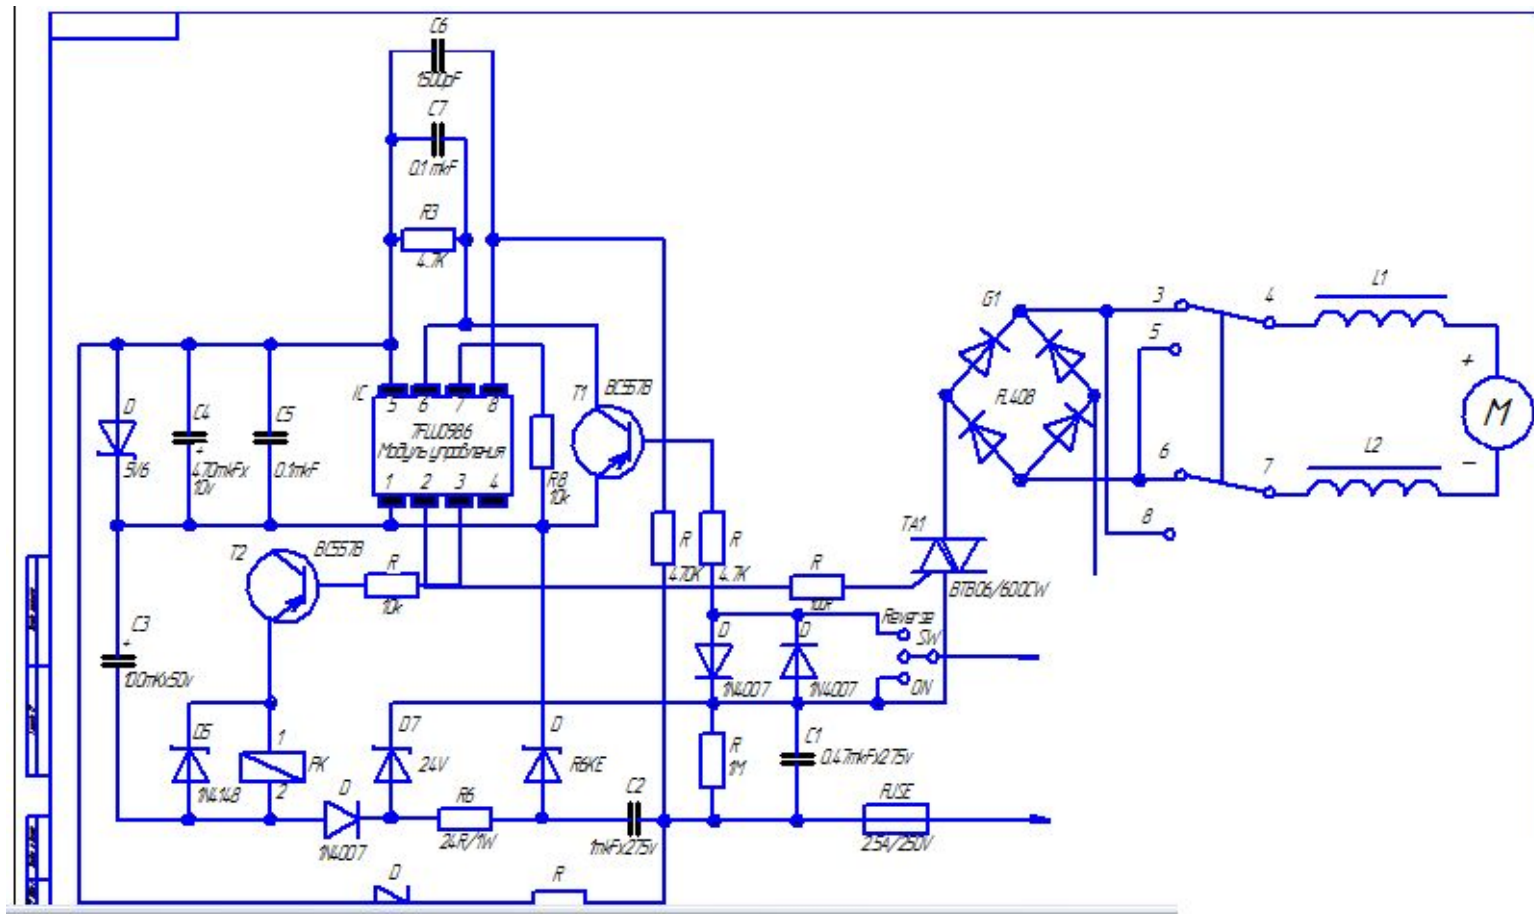 C6
1500pF
C7
0.1 mkF
R3
4.7K
G1
3
4
L1
5
D
C4
C5
IC
5
6
7
8
T1
BC557B
RL408
+
M
5V6
470mkFx
10v
0.1mkF
TFLUD98.6
Модуль управления
1
2
3
4
R8
10k
6
7
L2
–
8
T2
BC557B
R
10k
R
470K
R
4.7K
R
100R
TA1
BTB06/600CW
C3
+
100mKx50v
D
1N4007
D
1N4007
Reverse
SW
ON
D5
1N4148
1
PK
2
D7
24V
D
R6KE
R
1M
C1
0.47mkFx275v
D
1N4007
R6
24R/1W
C2
1mkFx275v
FUSE
2.5A/250V
D
R